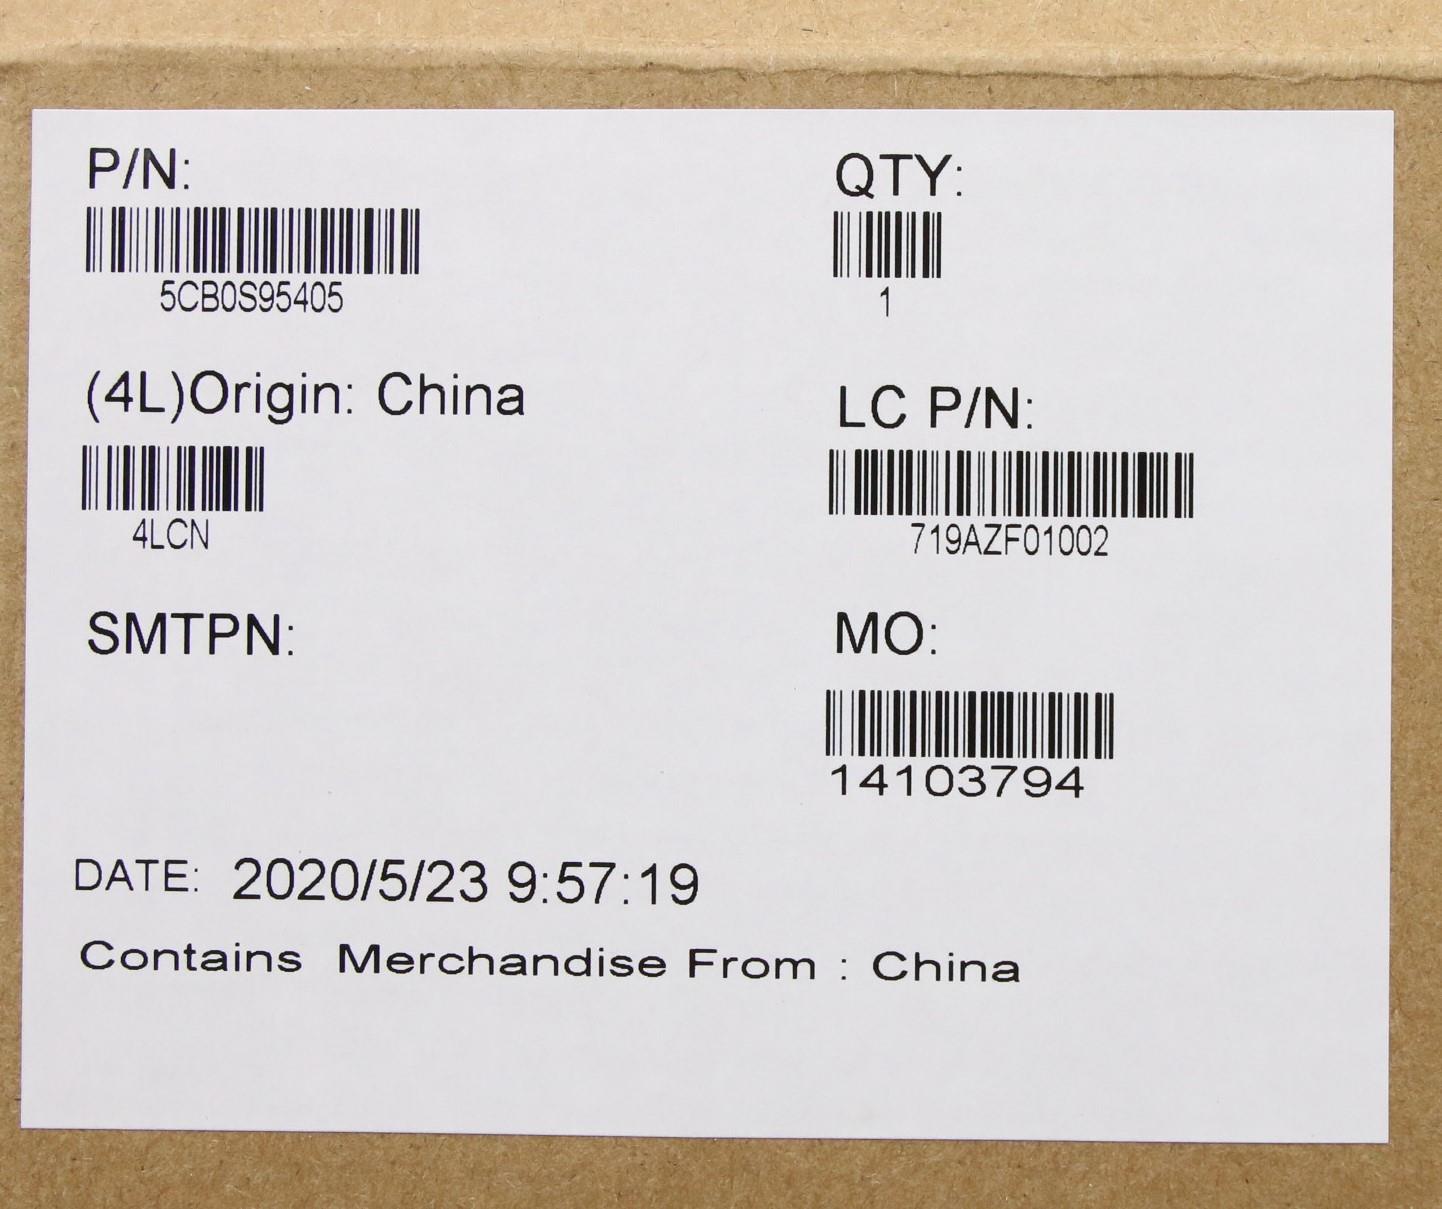 P/N:
5CB0S95405
QTY:
1
(4L)Origin: China
4LCN
LC P/N:
719AZF01002
SMTPN:
MO:
14103794
DATE: 2020/5/23 9:57:19
Contains Merchandise From : China